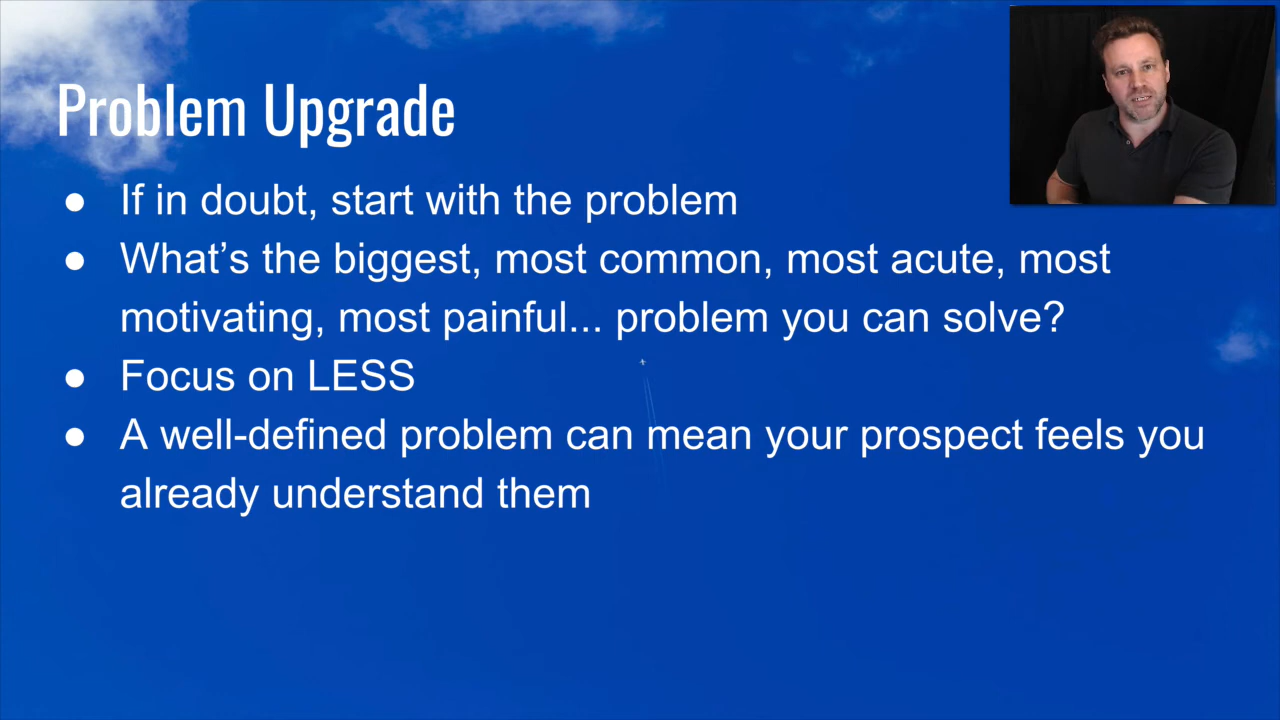 Problem Upgrade
● If in doubt, start with the problem
● What’s the biggest, most common, most acute, most
motivating, most painful... problem you can solve?
● Focus on LESS
● A well-defined problem can mean your prospect feels you
already understand them